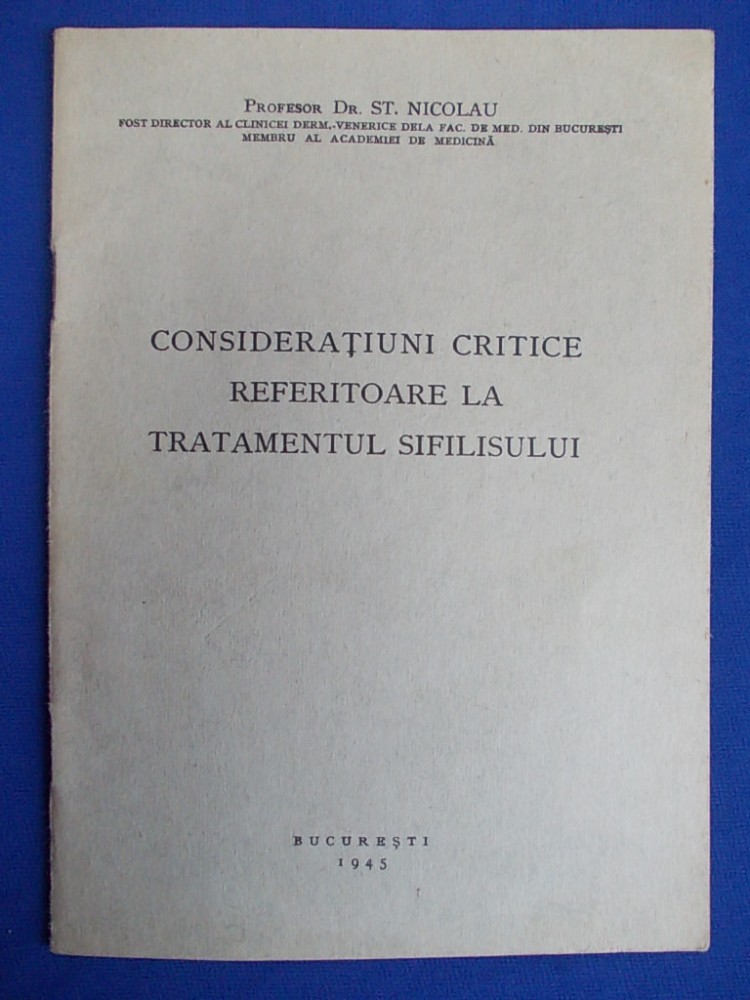 PROFESOR DR. ST. NICOLAU
FOST DIRECTOR AL CLINICEI DERM,-VENERICE DELA FAC. DE MED. DIN BUCUREȘTI
MEMBRU AL ACADEMIEI DE MEDICINĂ
CONSIDERAȚIUNI CRITICE
REFERITOARE LA
TRATAMENTUL SIFILISULUI
BUCUREȘTI
1945